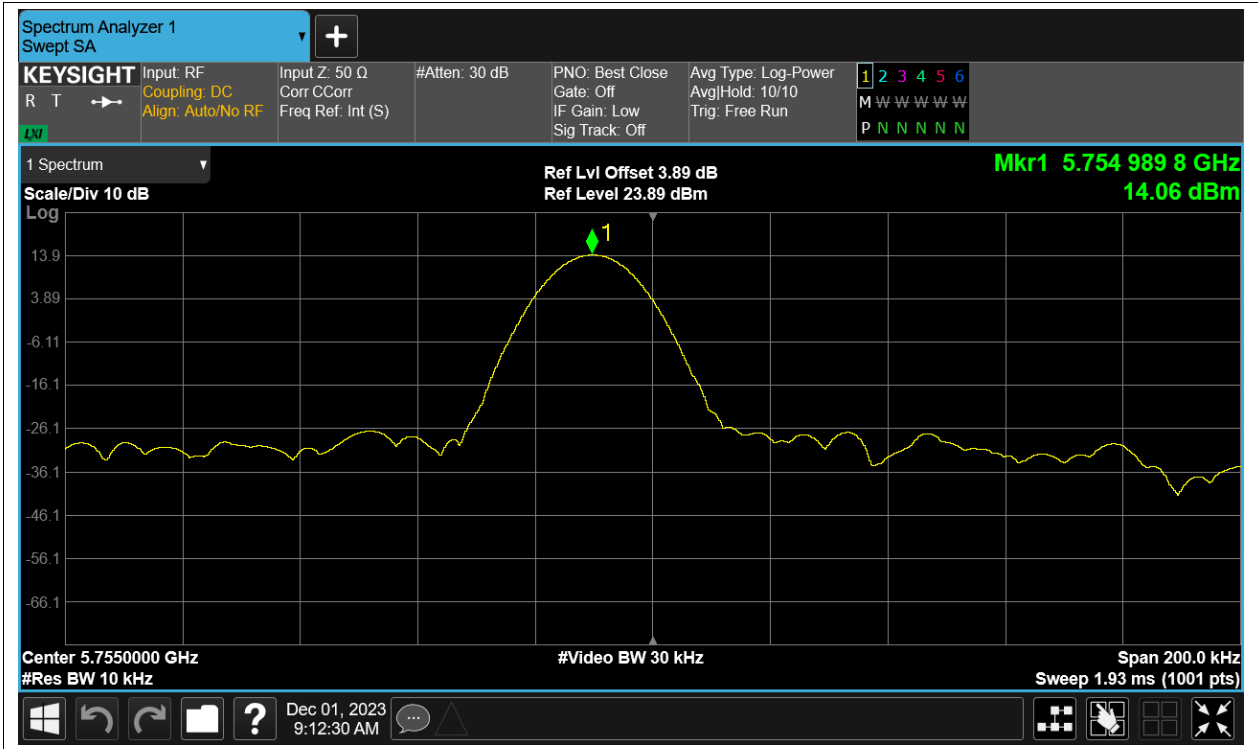 Spectrum Analyzer 1
Swept SA
+
KEYSIGHT
R T
LXI
Input: RF
Coupling: DC
Align: Auto/No RF
Input Z: 50 Ω
Corr CCorr
Freq Ref: Int (S)
#Atten: 30 dB
PNO: Best Close
Gate: Off
IF Gain: Low
Sig Track: Off
Avg Type: Log-Power
Avg|Hold: 10/10
Trig: Free Run
1 2 3 4 5 6
M W W W W W W
P N N N N N N
1 Spectrum
Scale/Div 10 dB
Log
Ref Lvl Offset 3.89 dB
Ref Level 23.89 dBm
Mkr1 5.754 989 8 GHz
14.06 dBm
1
13.9
3.89
-6.11
-16.1
-26.1
-36.1
-46.1
-56.1
-66.1
Center 5.7550000 GHz
#Res BW 10 kHz
#Video BW 30 kHz
Span 200.0 kHz
Sweep 1.93 ms (1001 pts)
?
Dec 01, 2023
9:12:30 AM